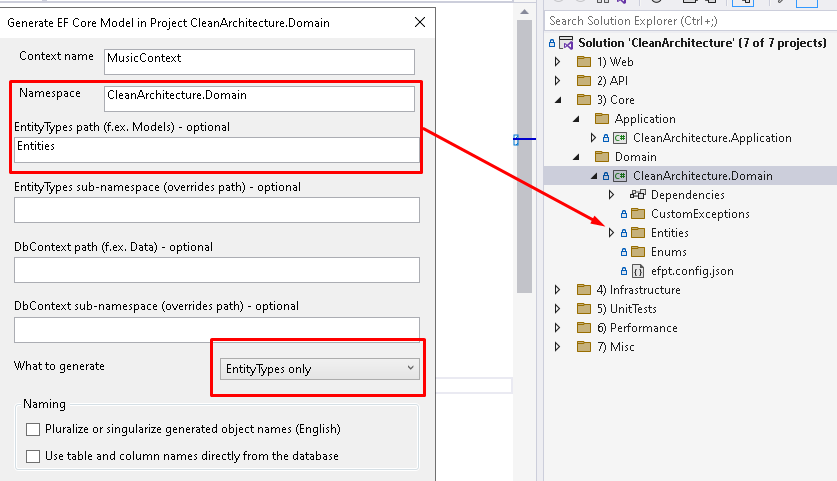 Generate EF Core Model in Project CleanArchitecture.Domain
Context name
MusicContext
Namespace
CleanArchitecture.Domain
EntityTypes path (f.ex. Models) - optional
Entities
EntityTypes sub-namespace (overrides path) - optional
DbContext path (f.ex. Data) - optional
DbContext sub-namespace (overrides path) - optional
What to generate
EntityTypes only
Naming
Pluralize or singularize generated object names (English)
Use table and column names directly from the database
Search Solution Explorer (Ctrl+;)
Solution 'CleanArchitecture' (7 of 7 projects)
1) Web
2) API
3) Core
Application
C# CleanArchitecture.Application
Domain
C# CleanArchitecture.Domain
Dependencies
CustomExceptions
Entities
Enums
efpt.config.json
4) Infrastructure
5) UnitTests
6) Performance
7) Misc